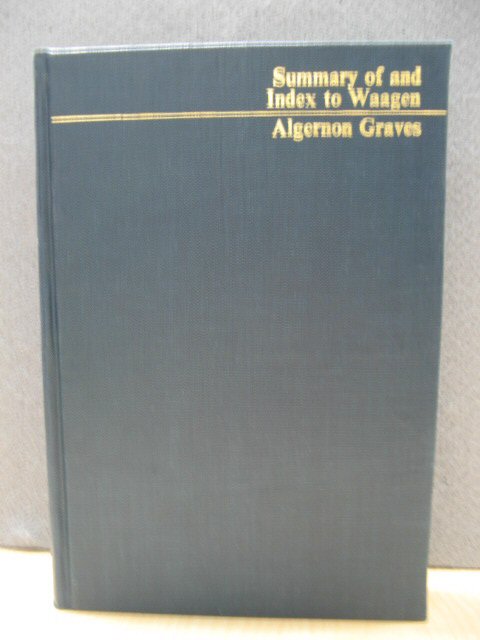 Summary of and
Index to Waagen
Algernon Graves